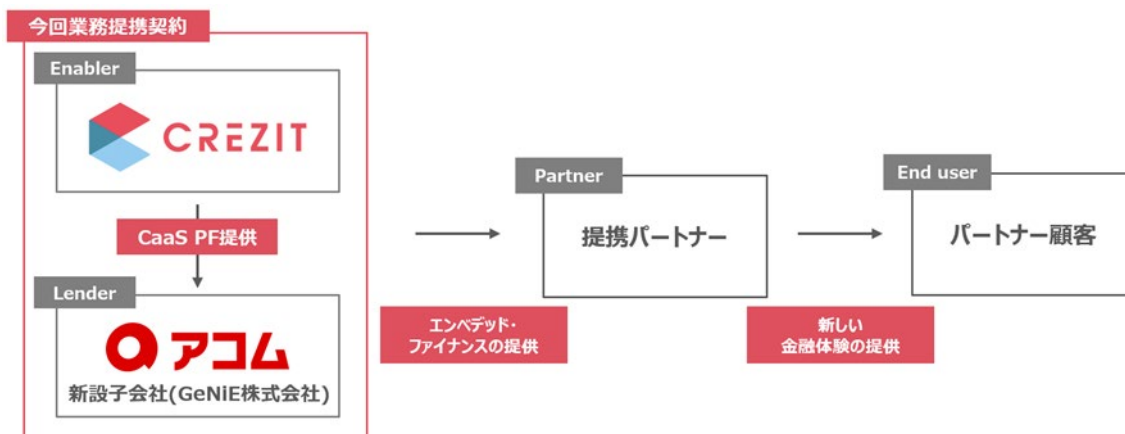 今回業務提携契約
Enabler
CREZIT
CaaS PF提供
Lender
アコム
新設子会社(GeNiE株式会社)
エンベデッド・
ファイナンスの提供
Partner
提携パートナー
新しい
金融体験の提供
End user
パートナー顧客